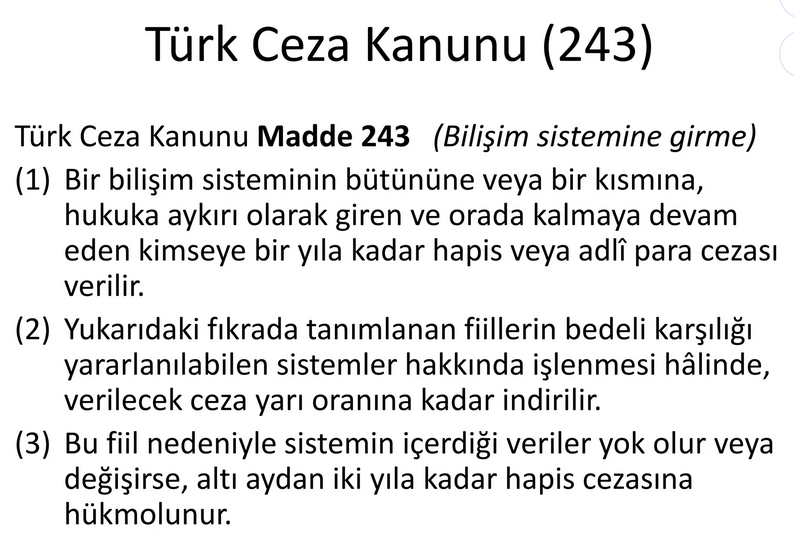 Türk Ceza Kanunu (243)
Türk Ceza Kanunu Madde 243 (Bilişim sistemine girme)
(1) Bir bilişim sisteminin bütününe veya bir kısmına,
hukuka aykırı olarak giren ve orada kalmaya devam
eden kimseye bir yıla kadar hapis veya adlî para cezası
verilir.
(2) Yukarıdaki fıkrada tanımlanan fiillerin bedeli karşılığı
yararlanılabilen sistemler hakkında işlenmesi hâlinde,
verilecek ceza yarı oranına kadar indirilir.
(3) Bu fiil nedeniyle sistemin içerdiği veriler yok olur veya
değişirse, altı aydan iki yıla kadar hapis cezasına
hükmolunur.